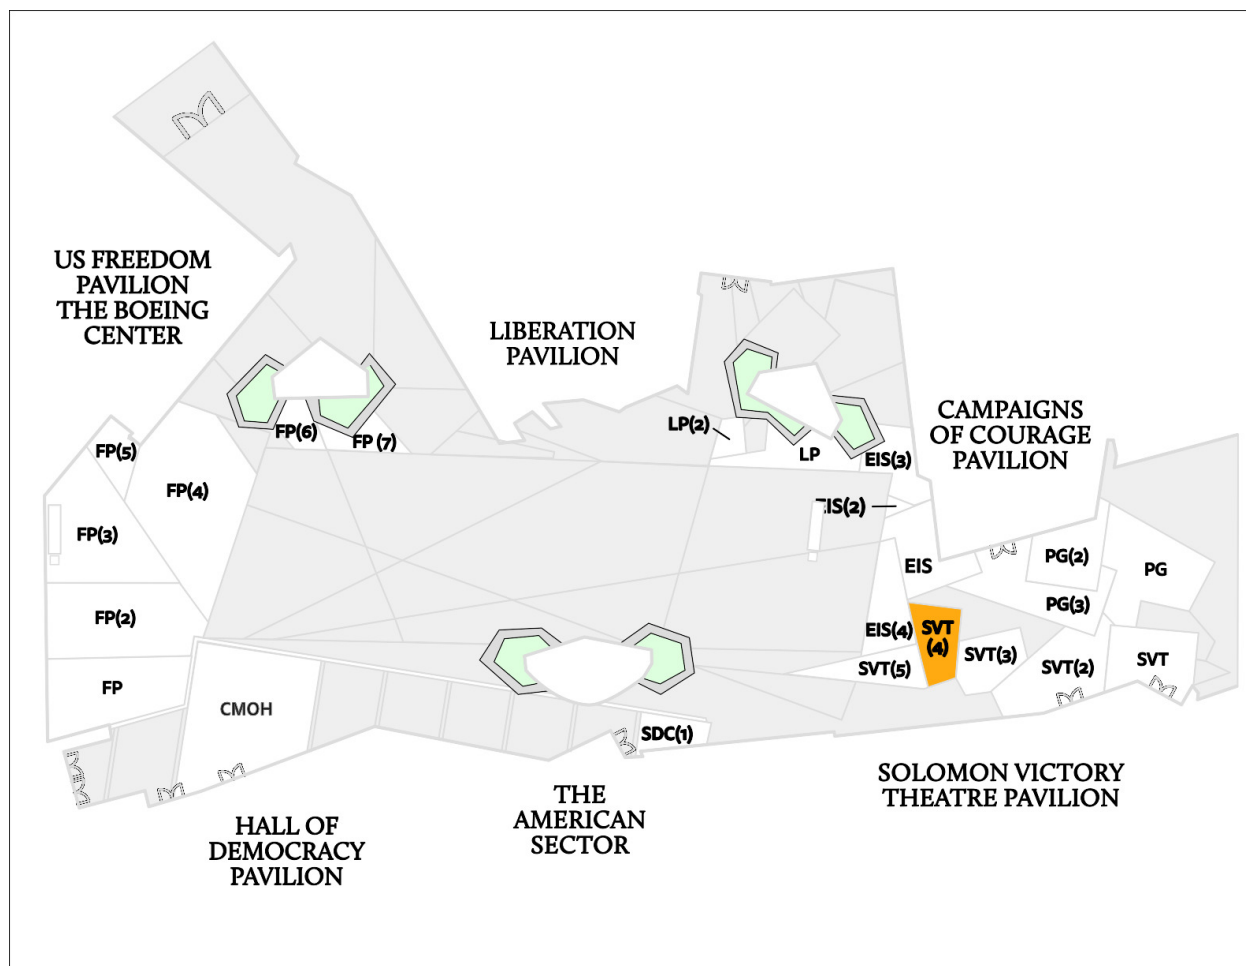 US FREEDOM
PAVILION
THE BOEING
CENTER
LIBERATION
PAVILION
CAMPAIGNS
OF COURAGE
PAVILION
FP(5)
FP(6)
FP (7)
LP(2)
LP
EIS(3)
FP(4)
EIS(2)
FP(3)
EIS
PG(2)
PG
PG(3)
FP(2)
EIS(4)
SVT
(4)
SVT(3)
SVT(5)
SVT(2)
SVT
FP
CMOH
SDC(1)
SOLOMON VICTORY
THEATRE PAVILION
THE
AMERICAN
SECTOR
HALL OF
DEMOCRACY
PAVILION